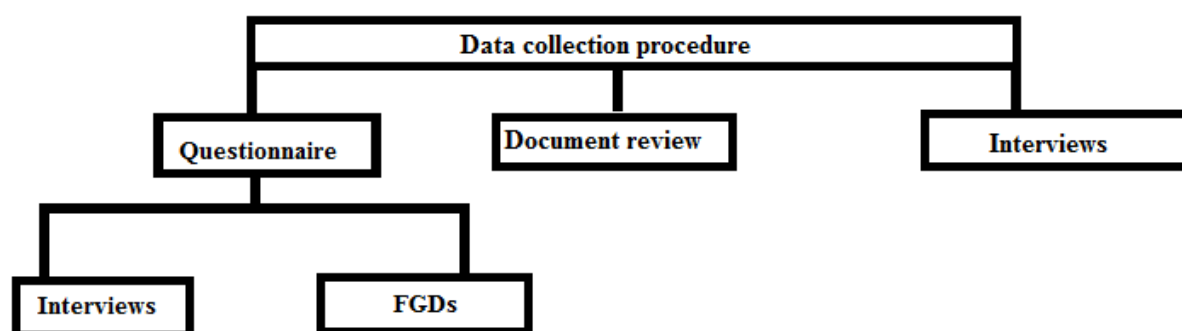 Data collection procedure
Questionnaire
Document review
Interviews
Interviews
FGDs